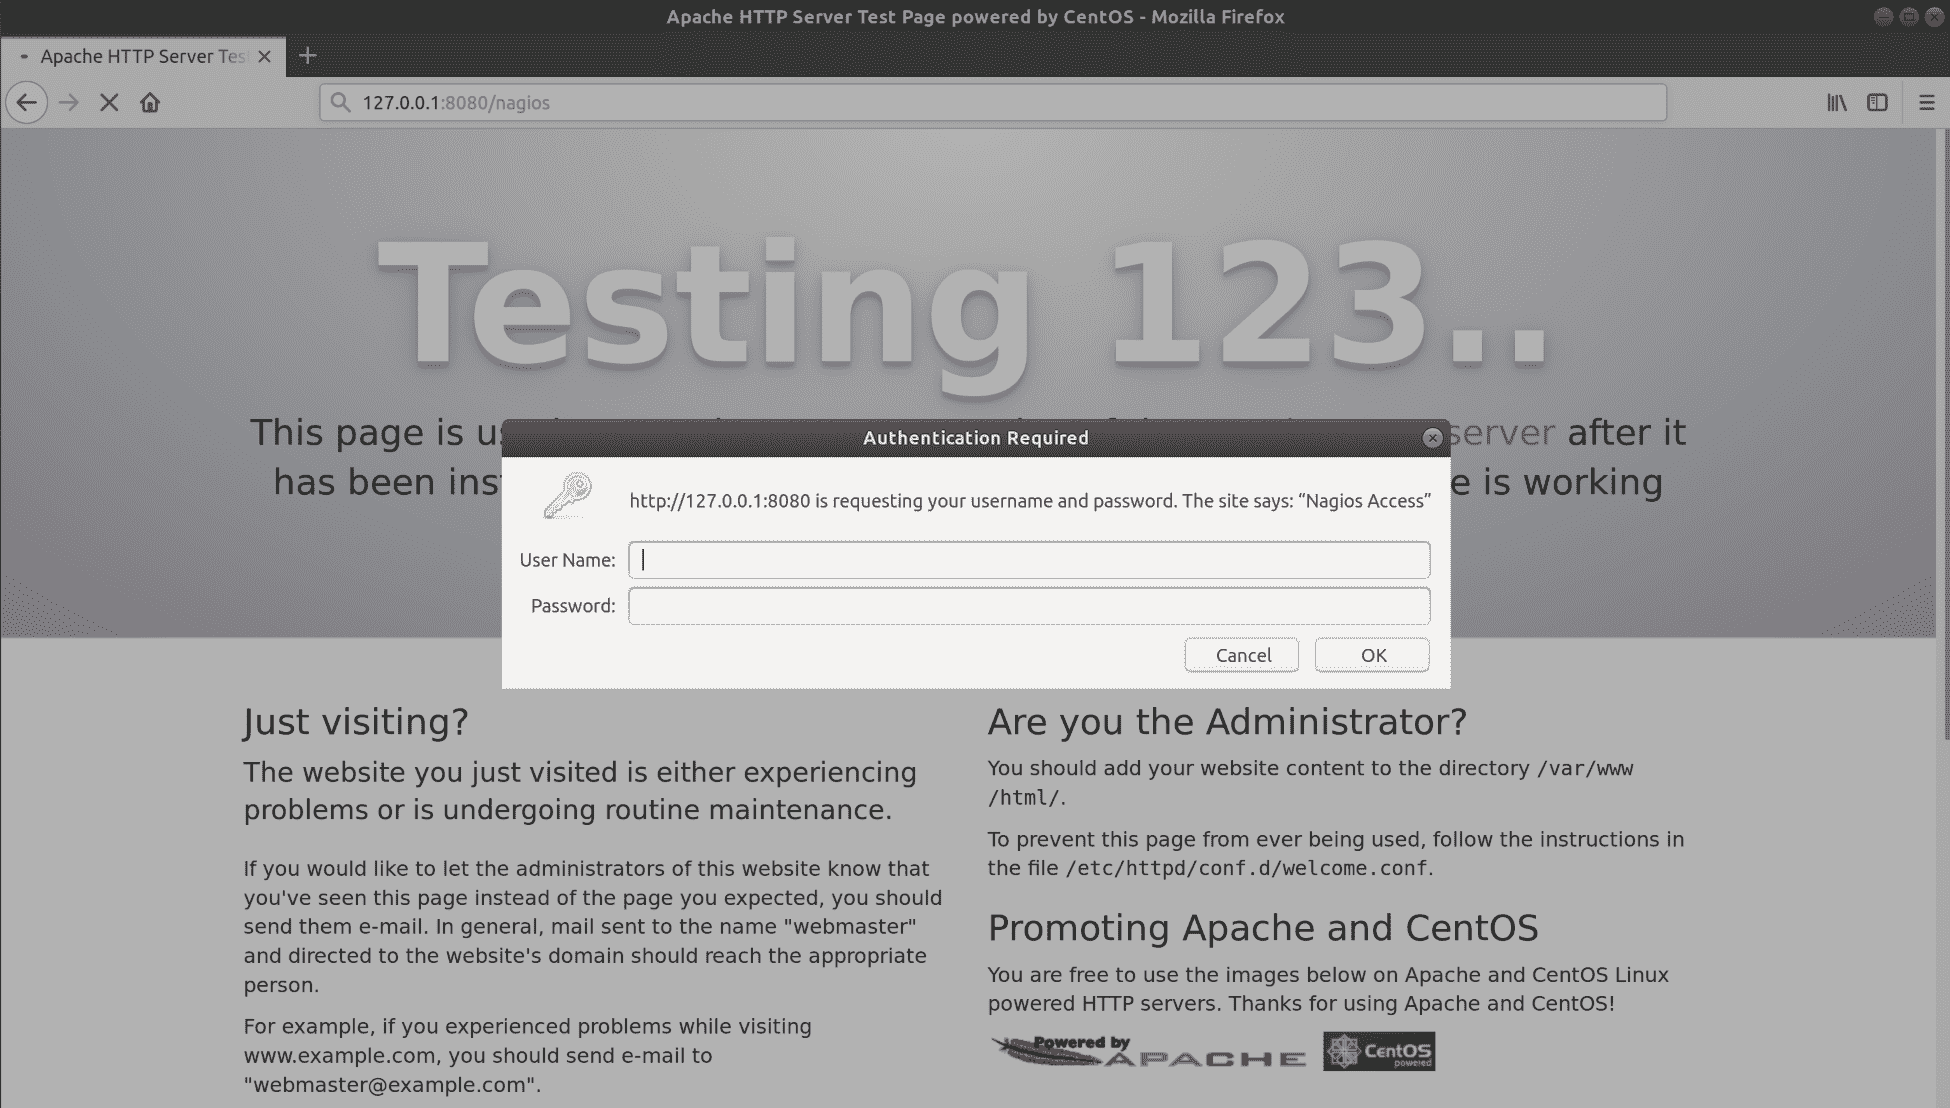 Apache HTTP Server Test Page powered by CentOS - Mozilla Firefox
Apache HTTP Server Tes
127.0.0.1:8080/nagios
Testing 123..
This page is us server after it
has been ins e is working
Authentication Required
http://127.0.0.1:8080 is requesting your username and password. The site says: “Nagios Access”
User Name:
Password:
Cancel OK
Just visiting?
The website you just visited is either experiencing
problems or is undergoing routine maintenance.
If you would like to let the administrators of this website know that
you've seen this page instead of the page you expected, you should
send them e-mail. In general, mail sent to the name "webmaster"
and directed to the website's domain should reach the appropriate
person.
For example, if you experienced problems while visiting
www.example.com, you should send e-mail to
"webmaster@example.com".
Are you the Administrator?
You should add your website content to the directory /var/www
/html/.
To prevent this page from ever being used, follow the instructions in
the file /etc/httpd/conf.d/welcome.conf.
Promoting Apache and CentOS
You are free to use the images below on Apache and CentOS Linux
powered HTTP servers. Thanks for using Apache and CentOS!
Powered by
APACHE
CentOS
powered